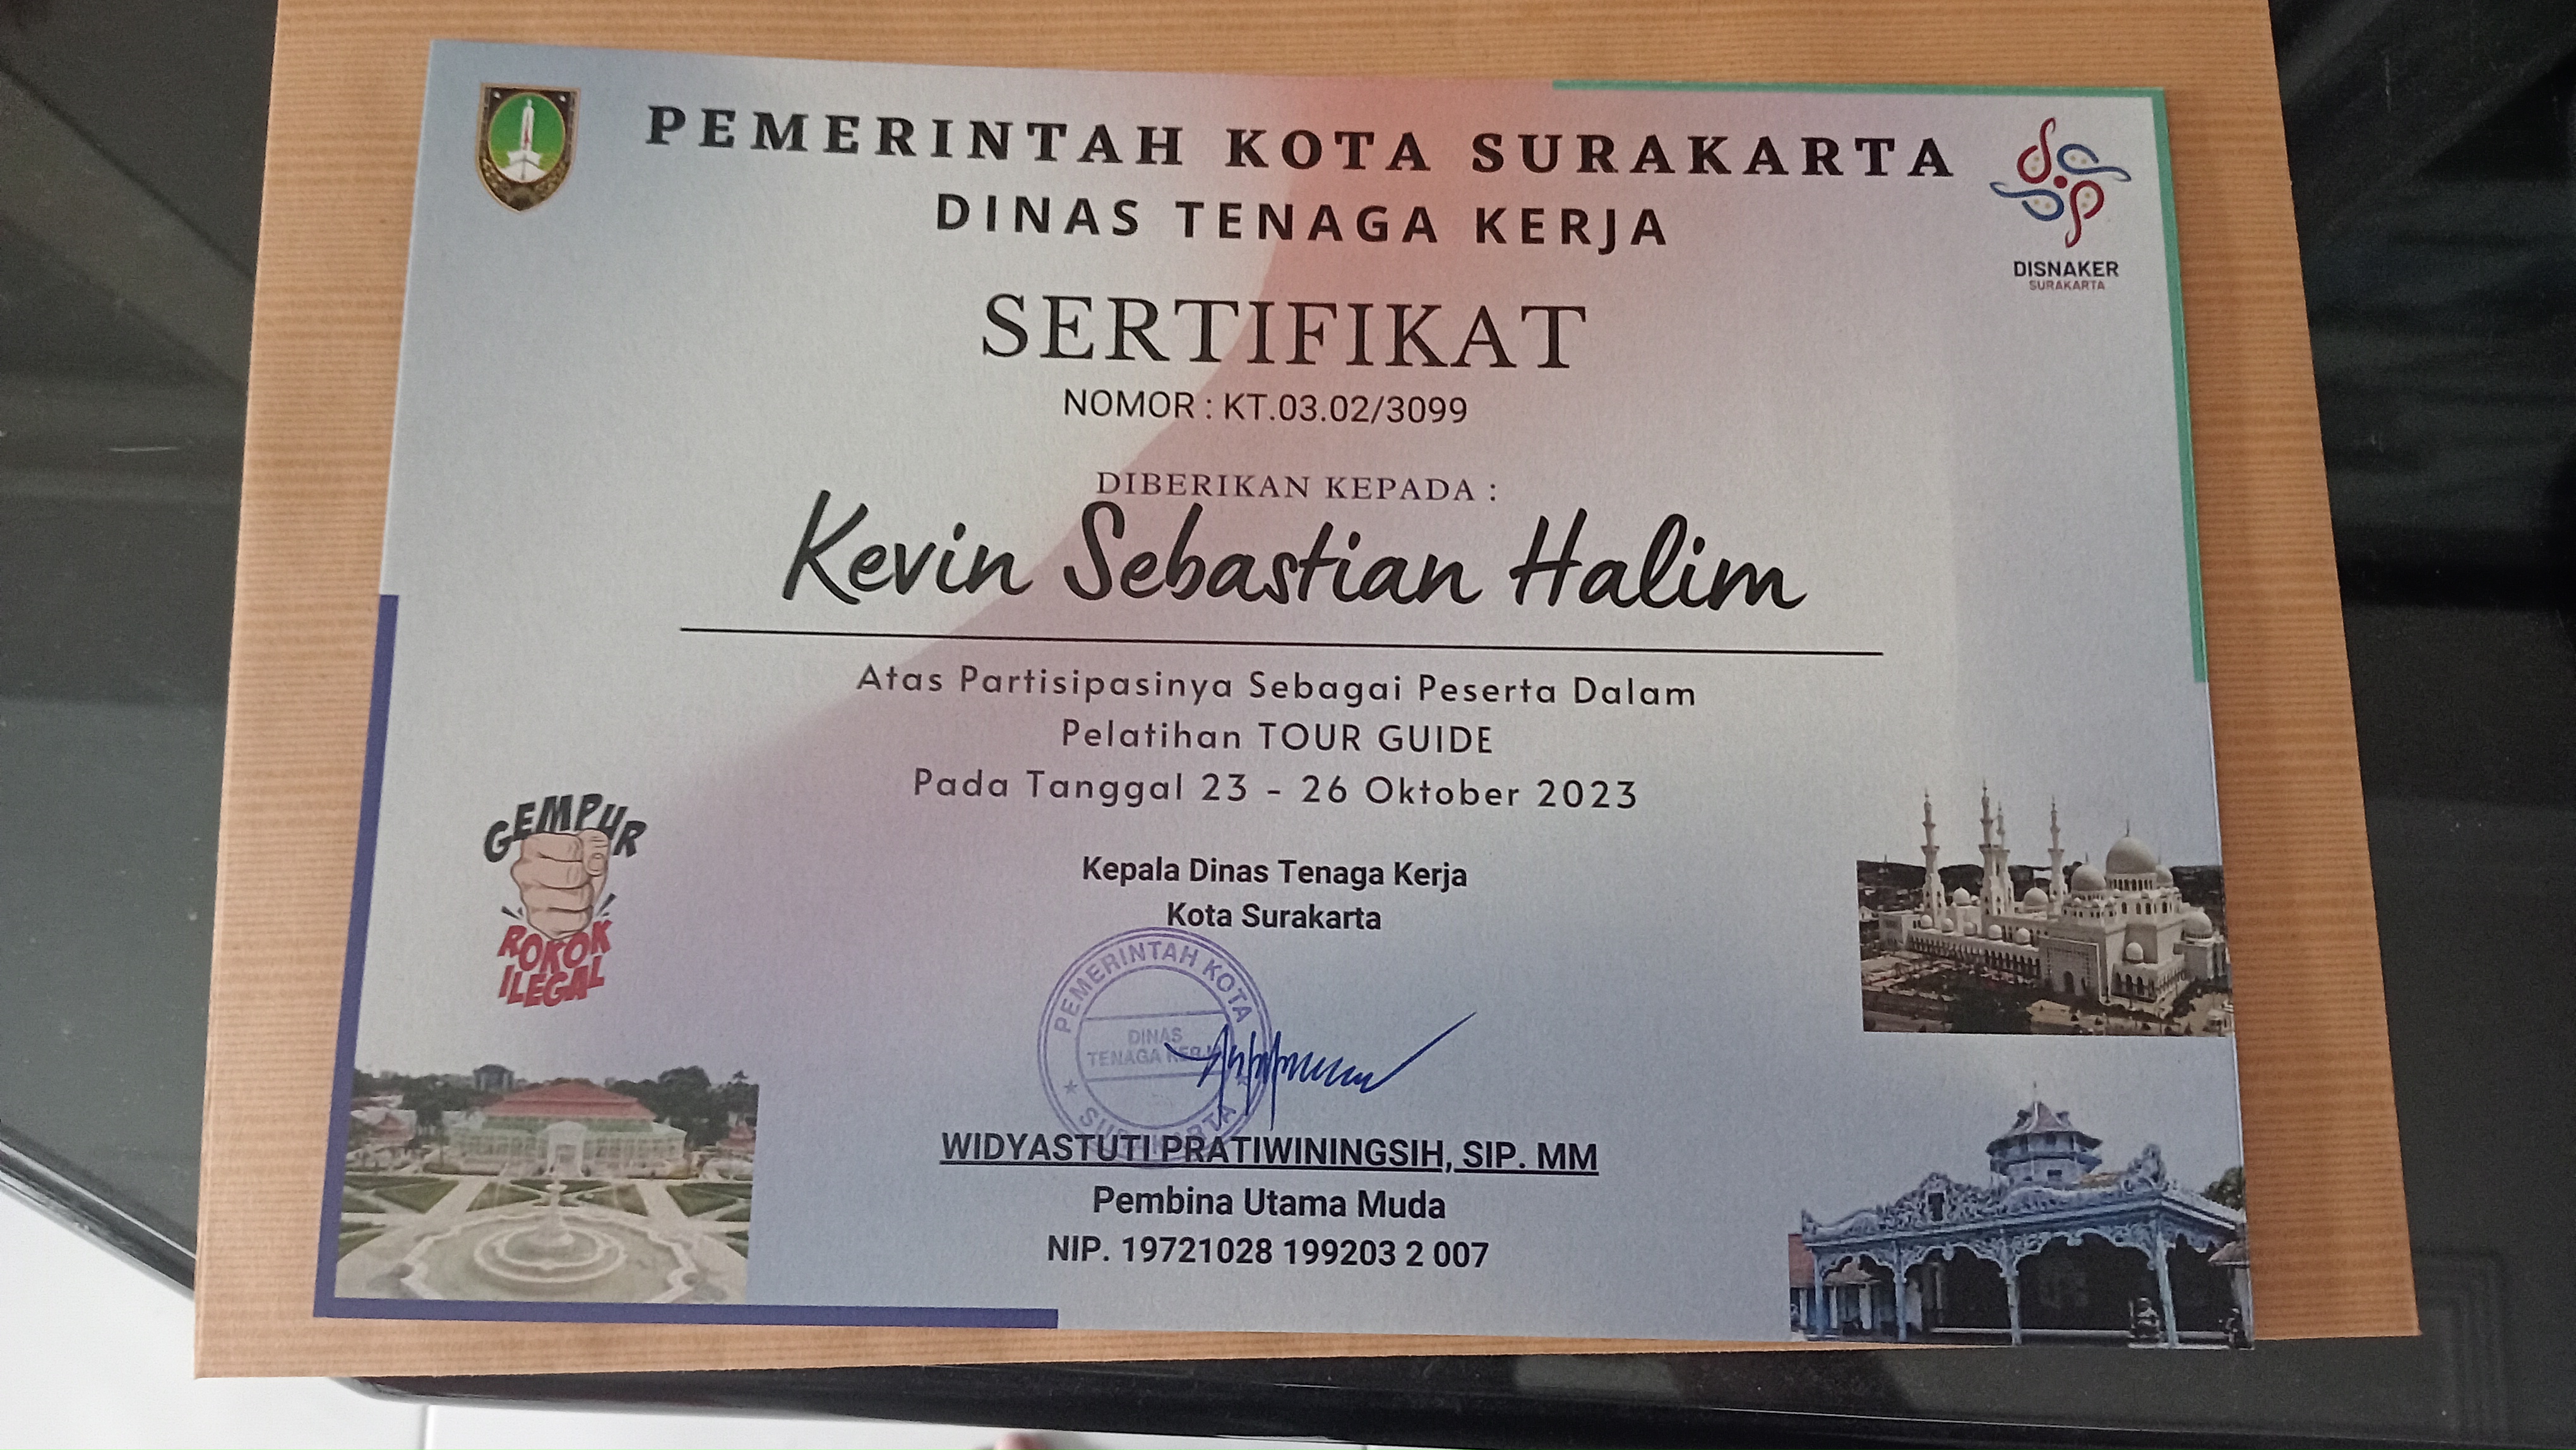 PEMERINTAH KOTA SURAKARTA
DINAS TENAGA KERJA
DISNAKER
SURAKARTA
SERTIFIKAT
NOMOR : KT.03.02/3099
DIBERIKAN KEPADA :
Kevin Sebastian Halim
Atas Partisipasinya Sebagai Peserta Dalam
Pelatihan TOUR GUIDE
Pada Tanggal 23 - 26 Oktober 2023
GEMPUR
ROKOK
ILEGAL
Kepala Dinas Tenaga Kerja
Kota Surakarta
PEMERINTAH KOTA
DINAS
TENAGA KERJA
SURAKARTA
WIDYASTUTI PRATIWININGSIH, SIP. MM
Pembina Utama Muda
NIP. 19721028 199203 2 007